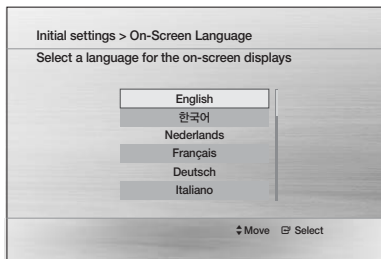 Initial settings > On-Screen Language
Select a language for the on-screen displays
English
한국어
Nederlands
Français
Deutsch
Italiano
Move Select